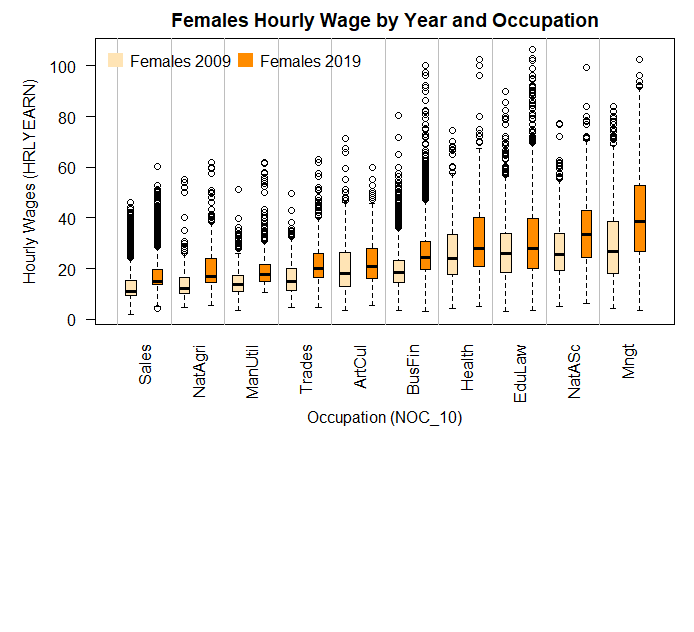 Females Hourly Wage by Year and Occupation
Females 2009 Females 2019
Hourly Wages (HRLYEARN)
100
80
60
40
20
0
Sales NatAgri ManUtil Trades ArtCul BusFin Health EduLaw NatASc Mngt
Occupation (NOC_10)